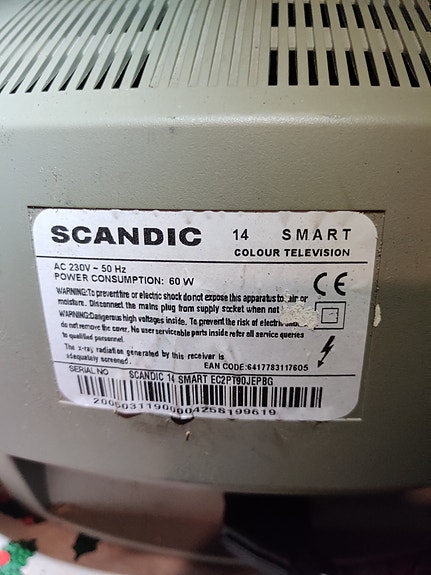 SCANDIC 14 SMART
COLOUR TELEVISION
AC 230V ~ 50 Hz
POWER CONSUMPTION: 60 W
WARNING:To prevent fire or electric shock do not expose this apparatus to air or
moisture. Disconnect the mains plug from supply socket when not
WARNING:Dangerous high voltages inside. To prevent the risk of electric
do not remove the cover. No user serviceable parts inside refer all service queries
to qualified personnel.
The x-ray radiation generated by this receiver is
adequately screened.
EAN CODE:6417783117605
SERIAL NO SCANDIC 14 SMART EC2PT90JEPBG